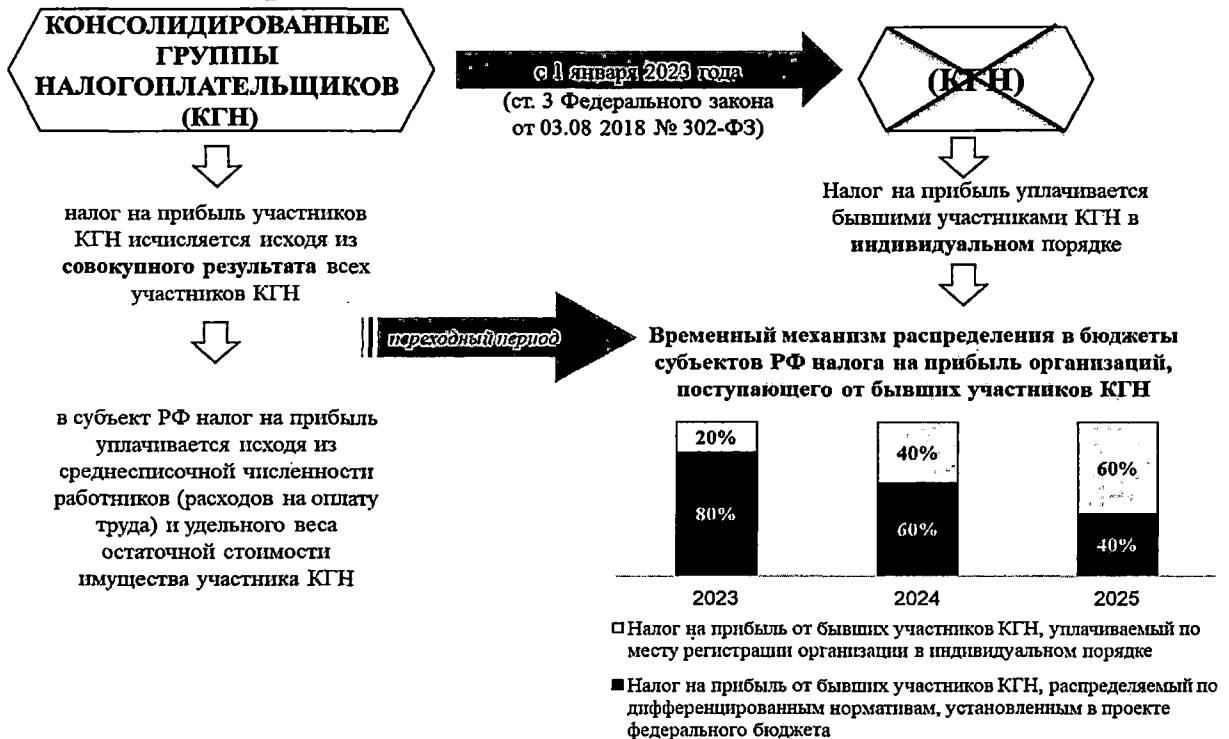 КОНСОЛИДИРОВАННЫЕ
ГРУППЫ
НАЛОГОПЛАТЕЛЬЩИКОВ
(КГН)
с 1 января 2023 года
(ст. 3 Федерального закона
от 03.08 2018 № 302-ФЗ)
(КГН)
налог на прибыль участников
КГН исчисляется исходя из
совокупного результата всех
участников КГН
Налог на прибыль уплачивается
бывшими участниками КГН в
индивидуальном порядке
переходный период
в субъект РФ налог на прибыль
уплачивается исходя из
среднесписочной численности
работников (расходов на оплату
труда) и удельного веса
остаточной стоимости
имущества участника КГН
Временный механизм распределения в бюджеты
субъектов РФ налога на прибыль организаций,
поступающего от бывших участников КГН
20%
40%
60%
80%
60%
40%
2023
2024
2025
Налог на прибыль от бывших участников КГН, уплачиваемый по
месту регистрации организации в индивидуальном порядке
Налог на прибыль от бывших участников КГН, распределяемый по
дифференцированным нормативам, установленным в проекте
федерального бюджета